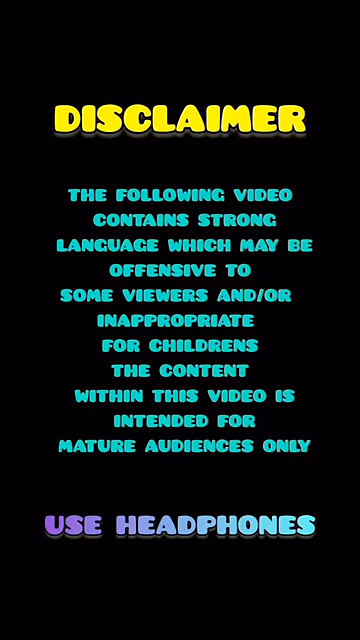 DISCLAIMER
THE FOLLOWING VIDEO
CONTAINS STRONG
LANGUAGE WHICH MAY BE
OFFENSIVE TO
SOME VIEWERS AND/OR
INAPPROPRIATE
FOR CHILDRENS
THE CONTENT
WITHIN THIS VIDEO IS
INTENDED FOR
MATURE AUDIENCES ONLY
USE HEADPHONES